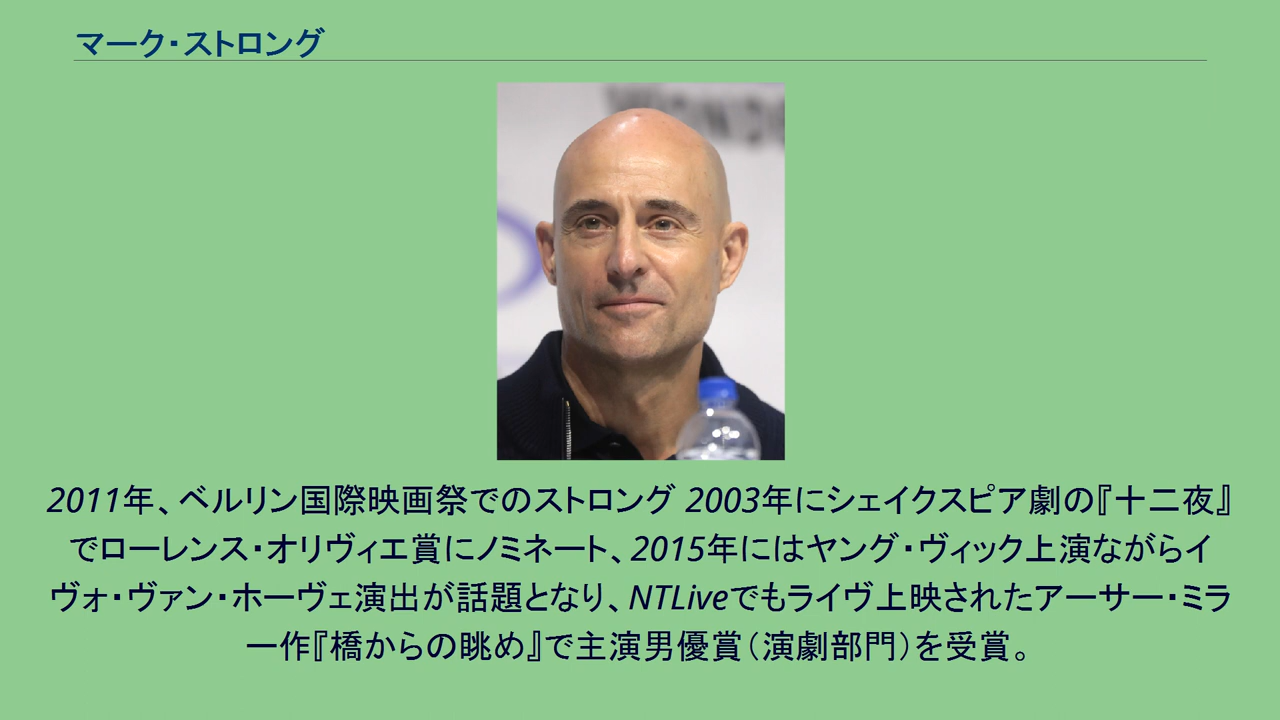 マーク・ストロング
WONDE
2011年、ベルリン国際映画祭でのストロング 2003年にシェイクスピア劇の『十二夜』
でローレンス・オリヴィエ賞にノミネート、2015年にはヤング・ヴィック上演ながらイ
ヴォ・ヴァン・ホーヴェ演出が話題となり、NTLiveでもライヴ上映されたアーサー・ミラ
ー作『橋からの眺め』で主演男優賞（演劇部門）を受賞。